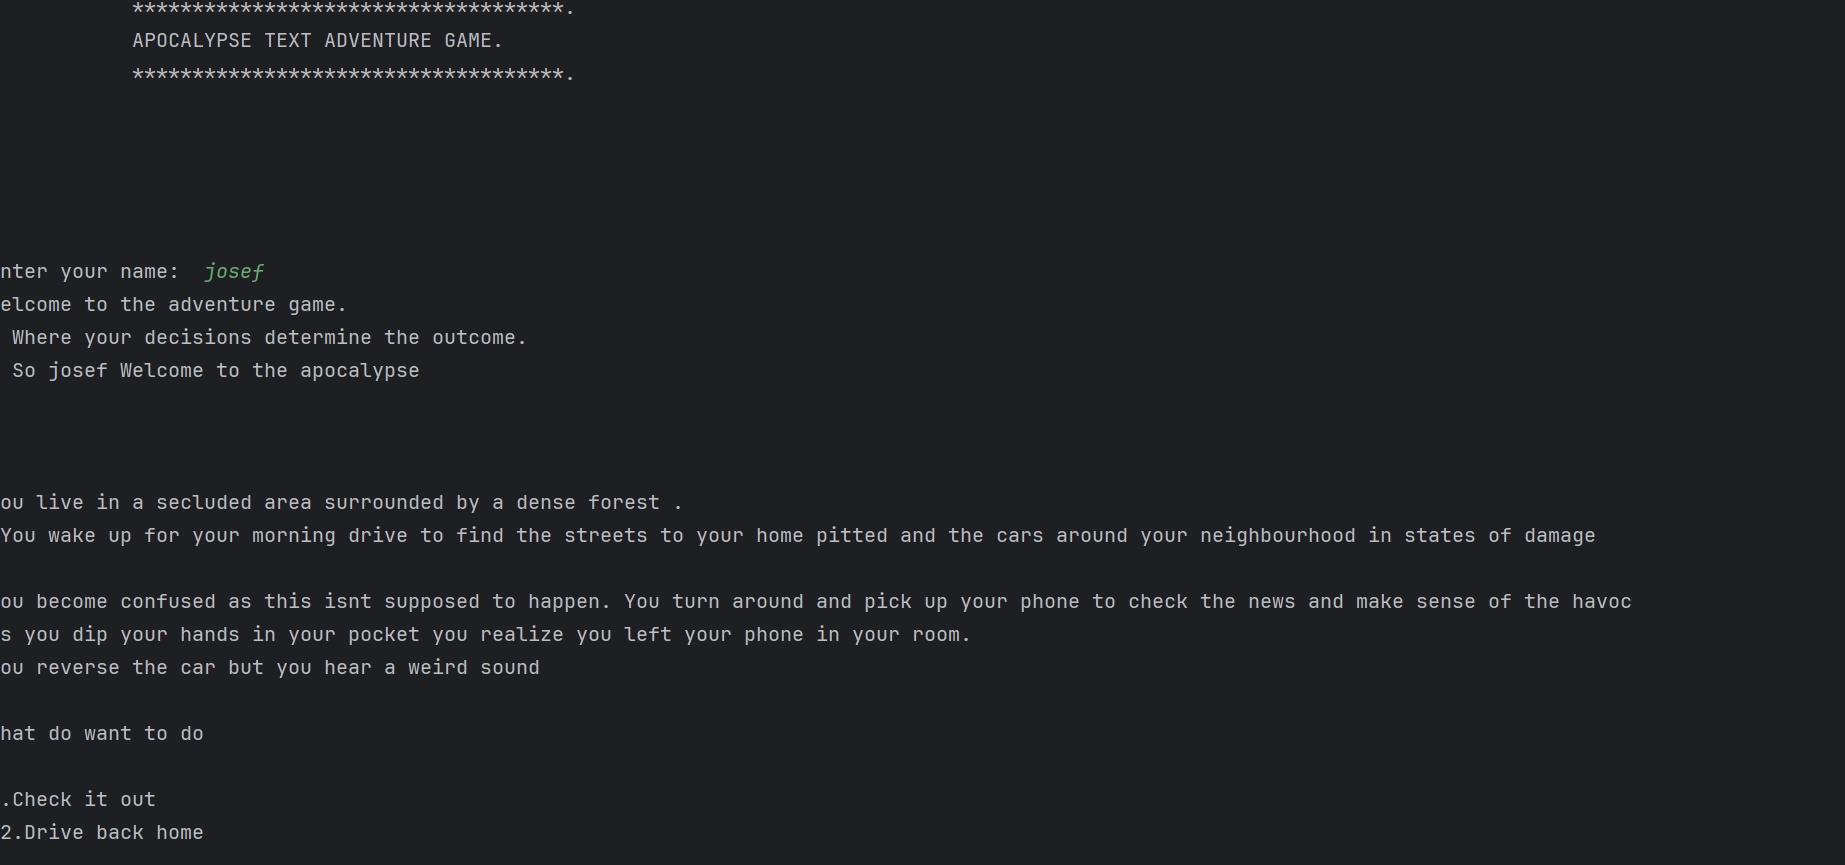 ************************************.
APOCALYPSE TEXT ADVENTURE GAME.
************************************.
nter your name: josef
elcome to the adventure game.
Where your decisions determine the outcome.
So josef Welcome to the apocalypse
ou live in a secluded area surrounded by a dense forest .
You wake up for your morning drive to find the streets to your home pitted and the cars around your neighbourhood in states of damage
ou become confused as this isnt supposed to happen. You turn around and pick up your phone to check the news and make sense of the havoc
s you dip your hands in your pocket you realize you left your phone in your room.
ou reverse the car but you hear a weird sound
hat do want to do
.Check it out
2.Drive back home